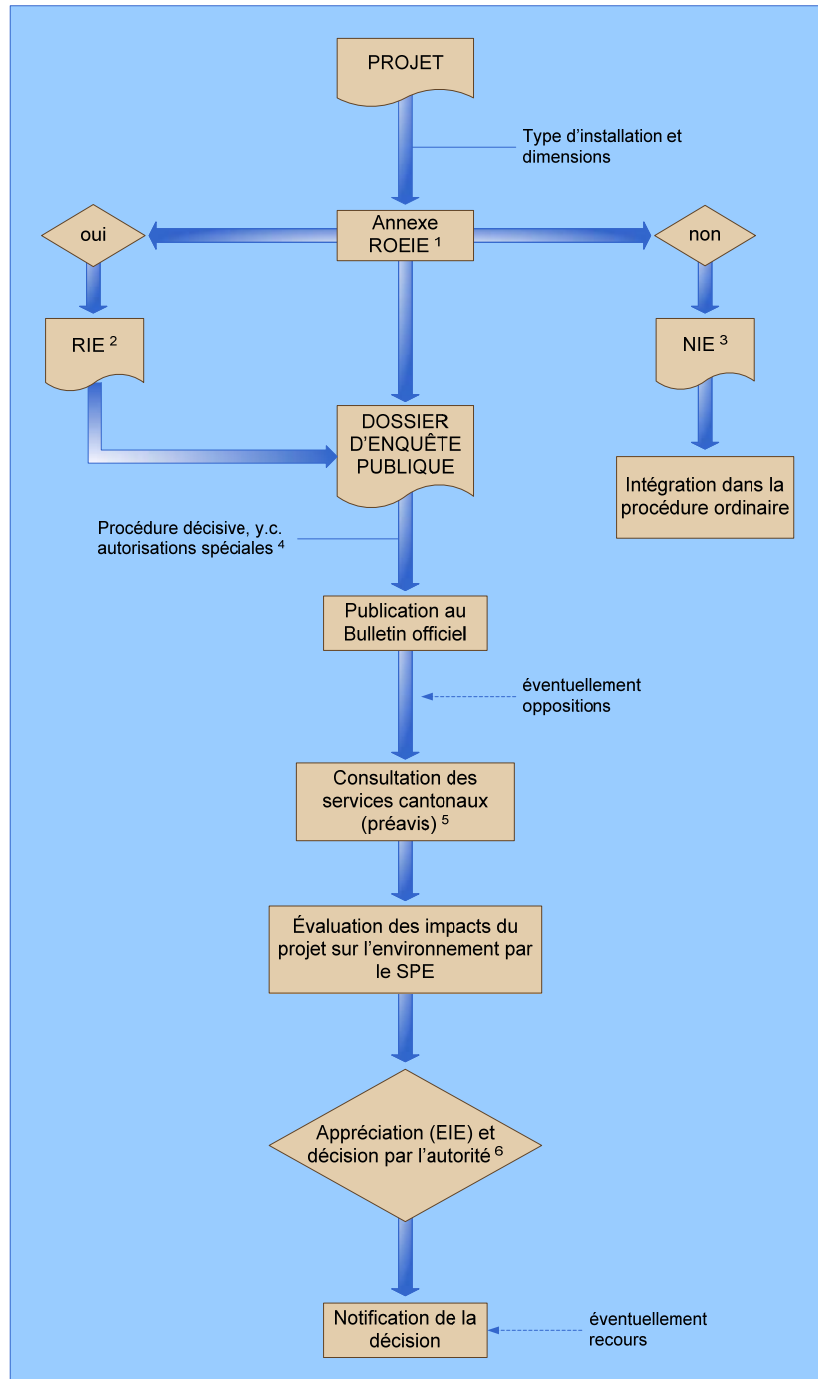 PROJET
Type d'installation et
dimensions
oui
Annexe
ROEIE ¹
non
RIE ²
NIE ³
DOSSIER
D'ENQUÊTE
PUBLIQUE
Intégration dans la
procédure ordinaire
Procédure décisive, y.c.
autorisations spéciales ⁴
Publication au
Bulletin officiel
éventuellement
oppositions
Consultation des
services cantonaux
(préavis) ⁵
Évaluation des impacts du
projet sur l'environnement par
le SPE
Appréciation (EIE) et
décision par l'autorité ⁶
Notification de la
décision
éventuellement
recours